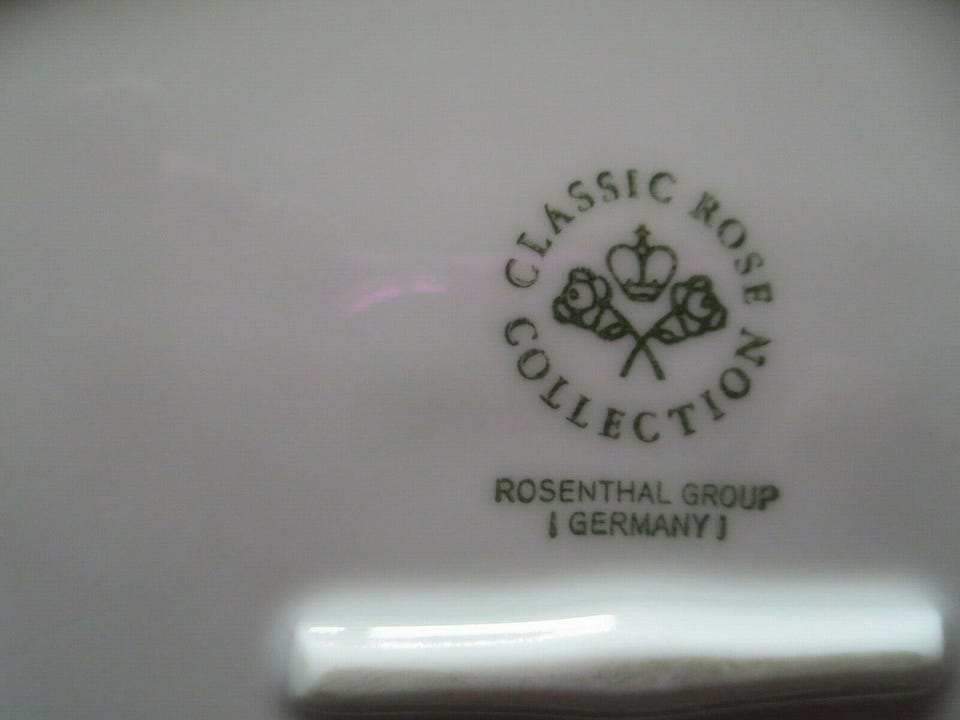 CLASSIC ROSE
COLLECTION
ROSENTHAL GROUP
[ GERMANY ]